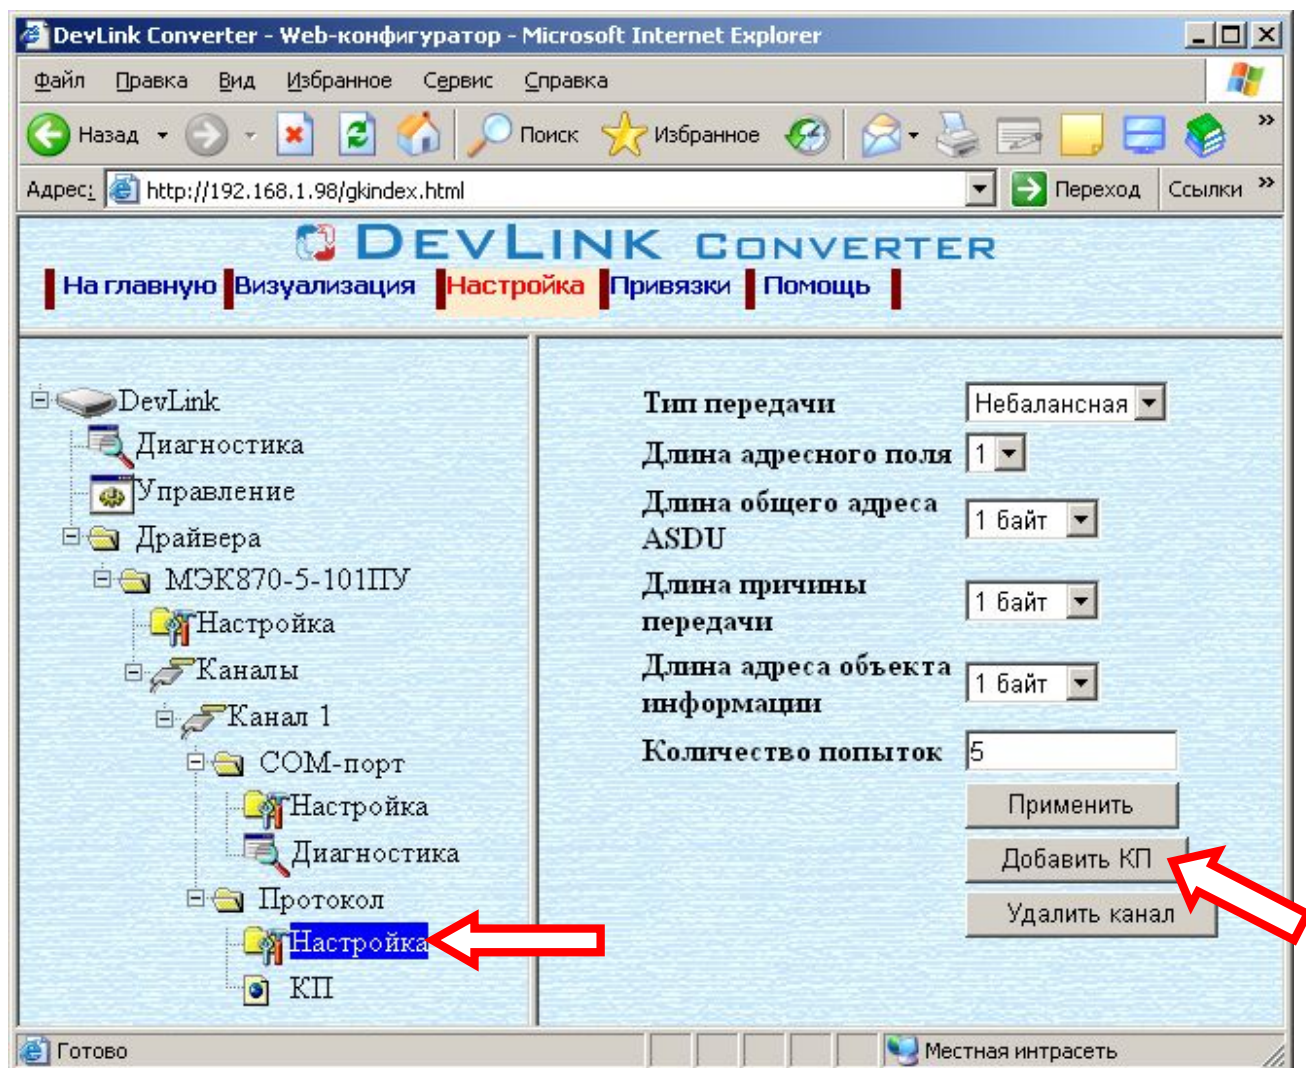 DevLink Converter - Web-конфигуратор - Microsoft Internet Explorer
Файл Правка Вид Избранное Сервис Справка
Назад Поиск Избранное »
Адрес: http://192.168.1.98/gkindex.html Переход Ссылки »
DEVLINK CONVERTER
На главную Визуализация Настройка Привязки Помощь
DevLink
Диагностика
Управление
Драйвера
МЭК870-5-101ПУ
Настройка
Каналы
Канал 1
COM-порт
Настройка
Диагностика
Протокол
Настройка
КП
Тип передачи Небалансная
Длина адресного поля 1
Длина общего адреса
ASDU 1 байт
Длина причины
передачи 1 байт
Длина адреса объекта
информации 1 байт
Количество попыток 5
Применить
Добавить КП
Удалить канал
Готово Местная интрасеть